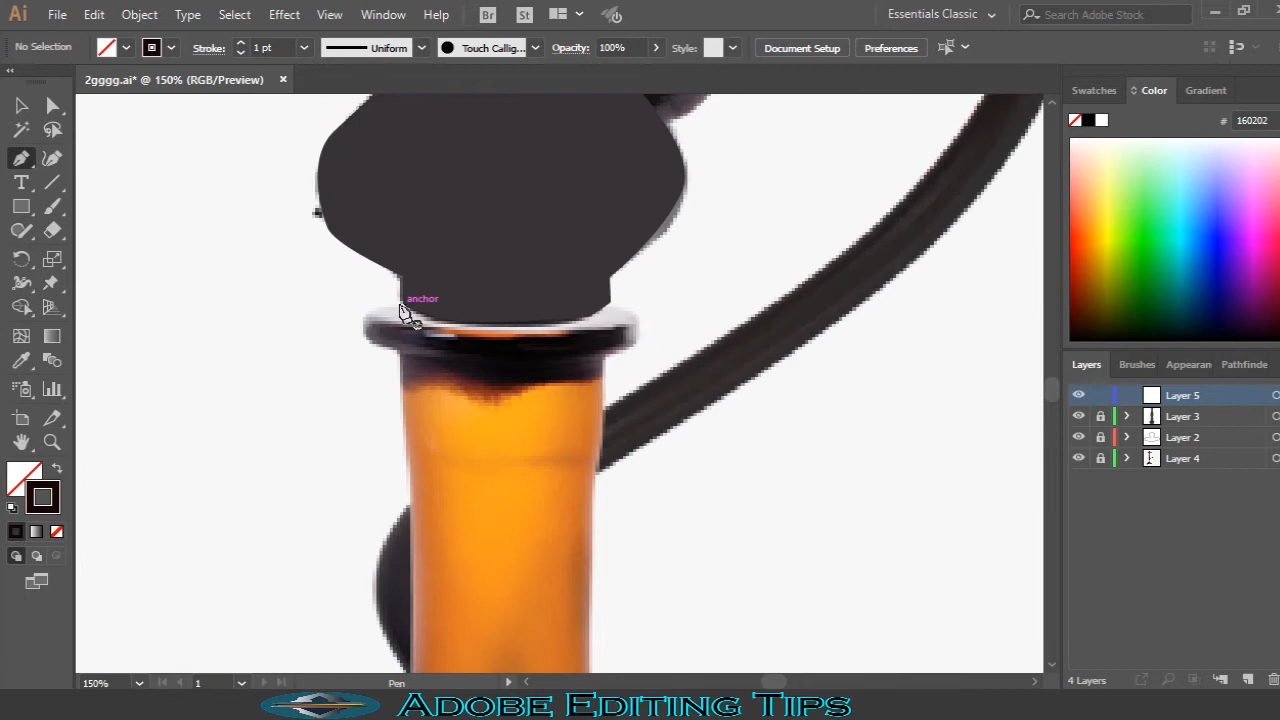 Ai File Edit Object Type Select Effect View Window Help Br St Essentials Classic Search Adobe Stock
No Selection Stroke: 1 pt Uniform Touch Callig... Opacity: 100% Style: Document Setup Preferences
2gggg.ai* @ 150% (RGB/Preview)
Swatches Color Gradient
# 160202
anchor
Layers Brushes Appearan Pathfinde
Layer 5
Layer 3
Layer 2
Layer 4
150% 1 Pen 4 Layers
Adobe Editing Tips